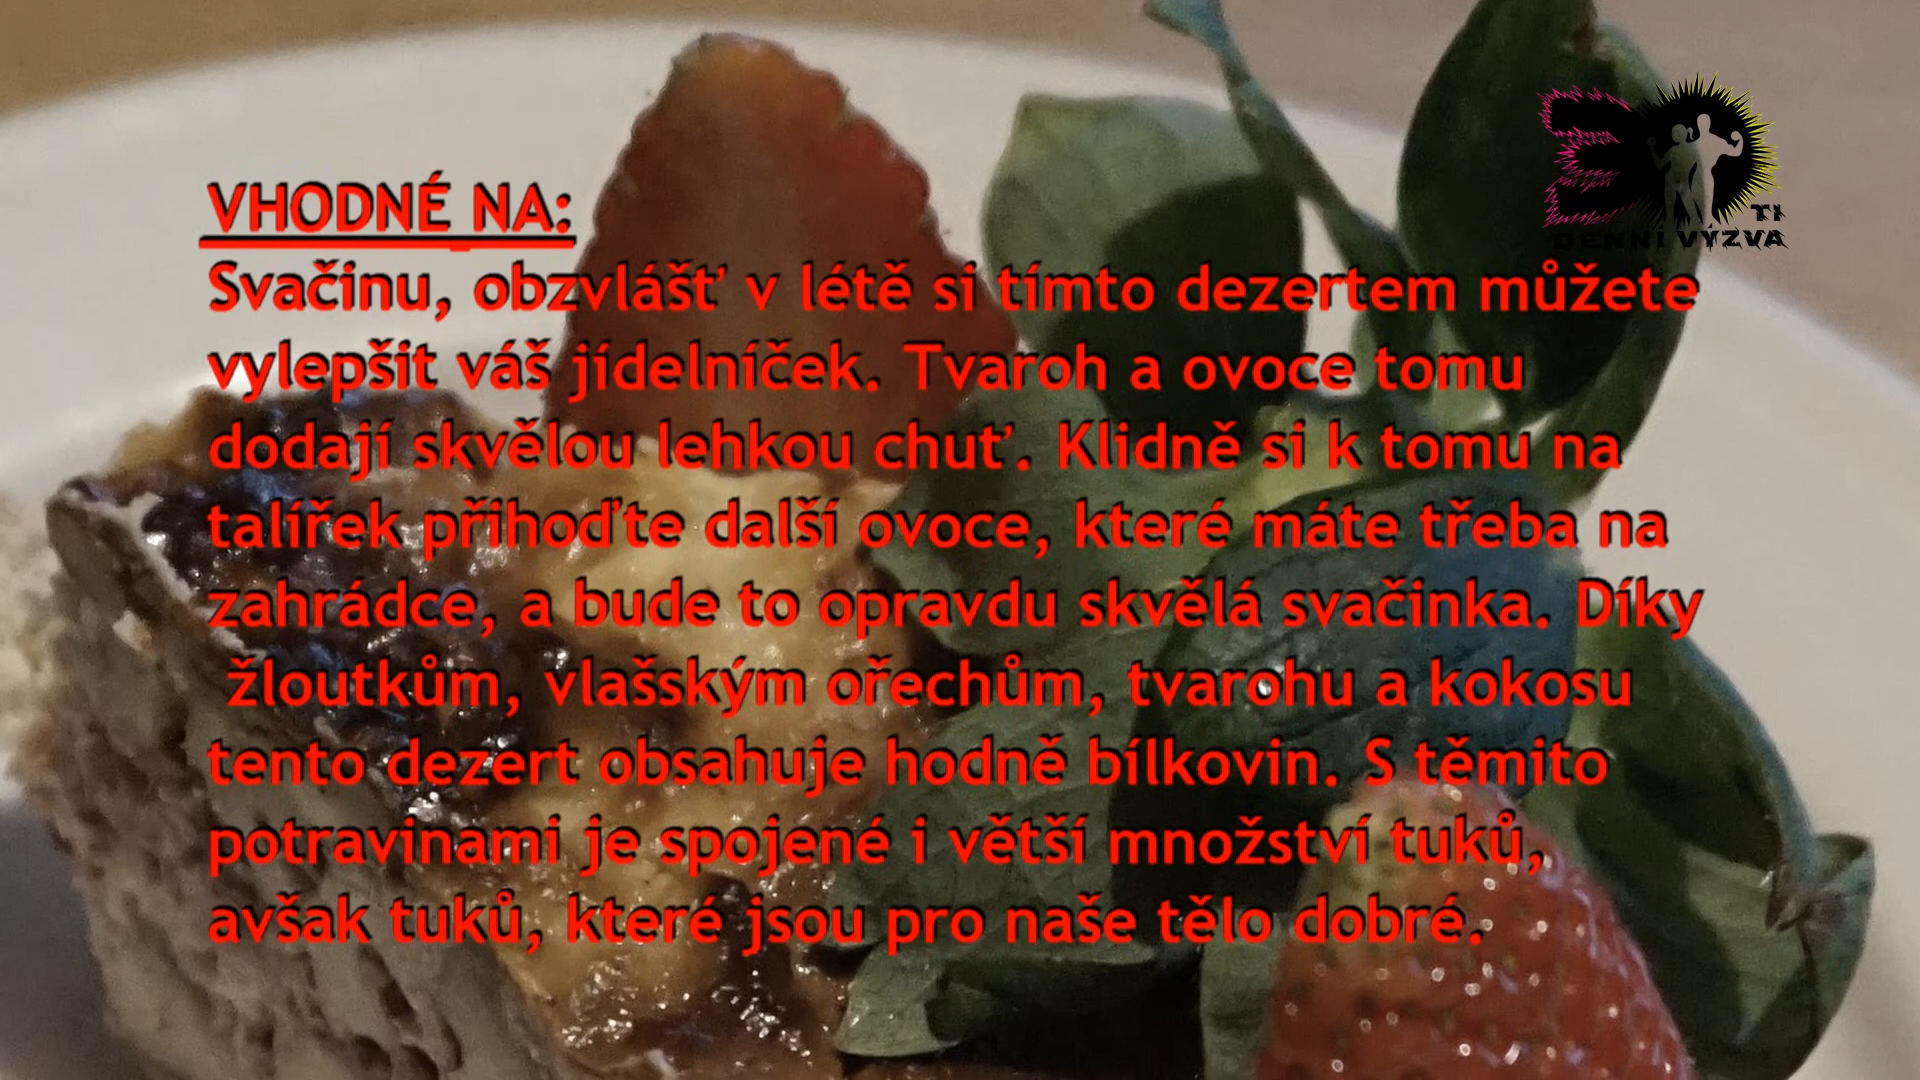 3
TI
DENNÍ VÝZVA
VHODNÉ NA:
Svačinu, obzvlášť v létě si tímto dezertem můžete
vylepšit váš jídelníček. Tvaroh a ovoce tomu
dodají skvělou lehkou chuť. Klidně si k tomu na
talířek přihoďte další ovoce, které máte třeba na
zahrádce, a bude to opravdu skvělá svačinka. Díky
žloutkům, vlašským ořechům, tvarohu a kokosu
tento dezert obsahuje hodně bílkovin. S těmito
potravinami je spojené i větší množství tuků,
avšak tuků, které jsou pro naše tělo dobré.